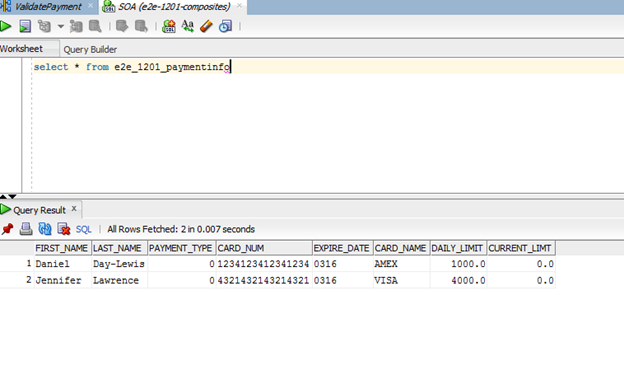 ValidatePayment SOA (e2e-1201-composites)
Worksheet Query Builder
select * from e2e_1201_paymentinfo
Query Result
SQL All Rows Fetched: 2 in 0.007 seconds
FIRST_NAME LAST_NAME PAYMENT_TYPE CARD_NUM EXPIRE_DATE CARD_NAME DAILY_LIMIT CURRENT_LIMT
1 Daniel Day-Lewis 0 1234123412341234 0316 AMEX 1000.0 0.0
2 Jennifer Lawrence 0 4321432143214321 0316 VISA 4000.0 0.0